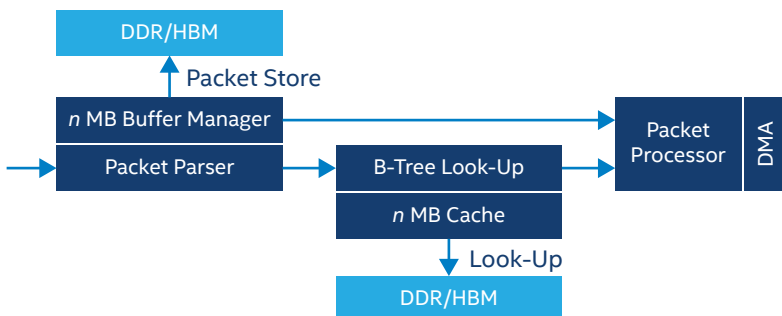 DDR/HBM
Packet Store
n MB Buffer Manager
Packet Parser
B-Tree Look-Up
n MB Cache
Look-Up
DDR/HBM
Packet
Processor
DMA